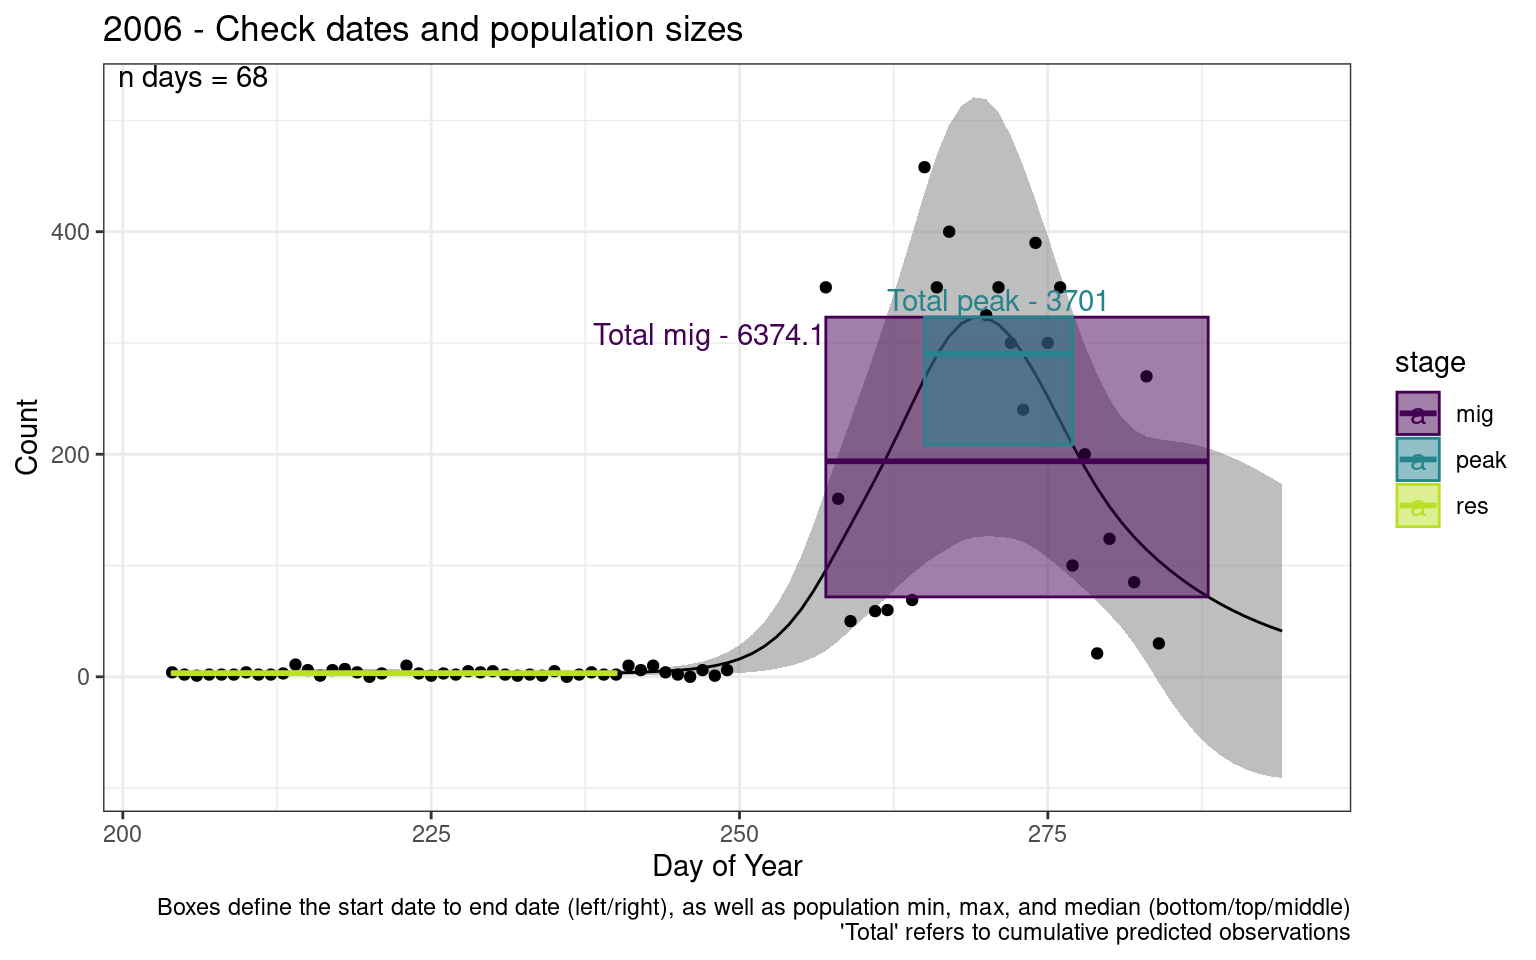 2006 - Check dates and population sizes
n days = 68
400
200
0
Count
Total peak - 3701
Total mig - 6374.1
200
225
250
275
Day of Year
stage
a mig
a peak
a res
Boxes define the start date to end date (left/right), as well as population min, max, and median (bottom/top/middle)
'Total' refers to cumulative predicted observations